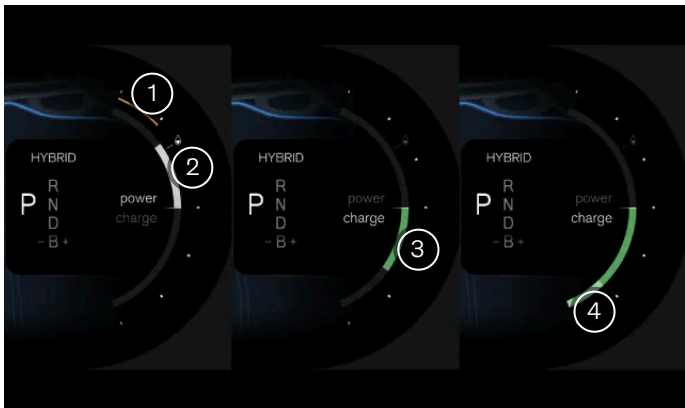 1
2
HYBRID
P
R
N
D
- B +
power
charge
HYBRID
P
R
N
D
- B +
power
charge
3
HYBRID
P
R
N
D
- B +
power
charge
4